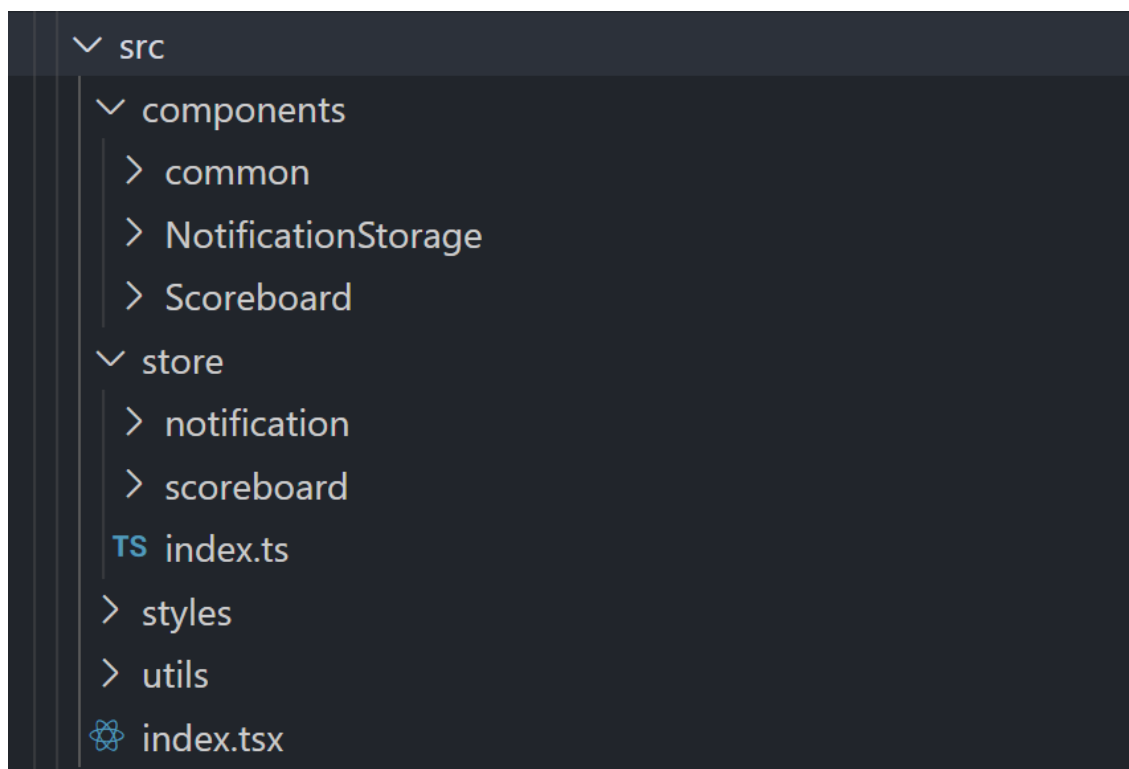 src
components
common
NotificationStorage
Scoreboard
store
notification
scoreboard
TS index.ts
styles
utils
index.tsx